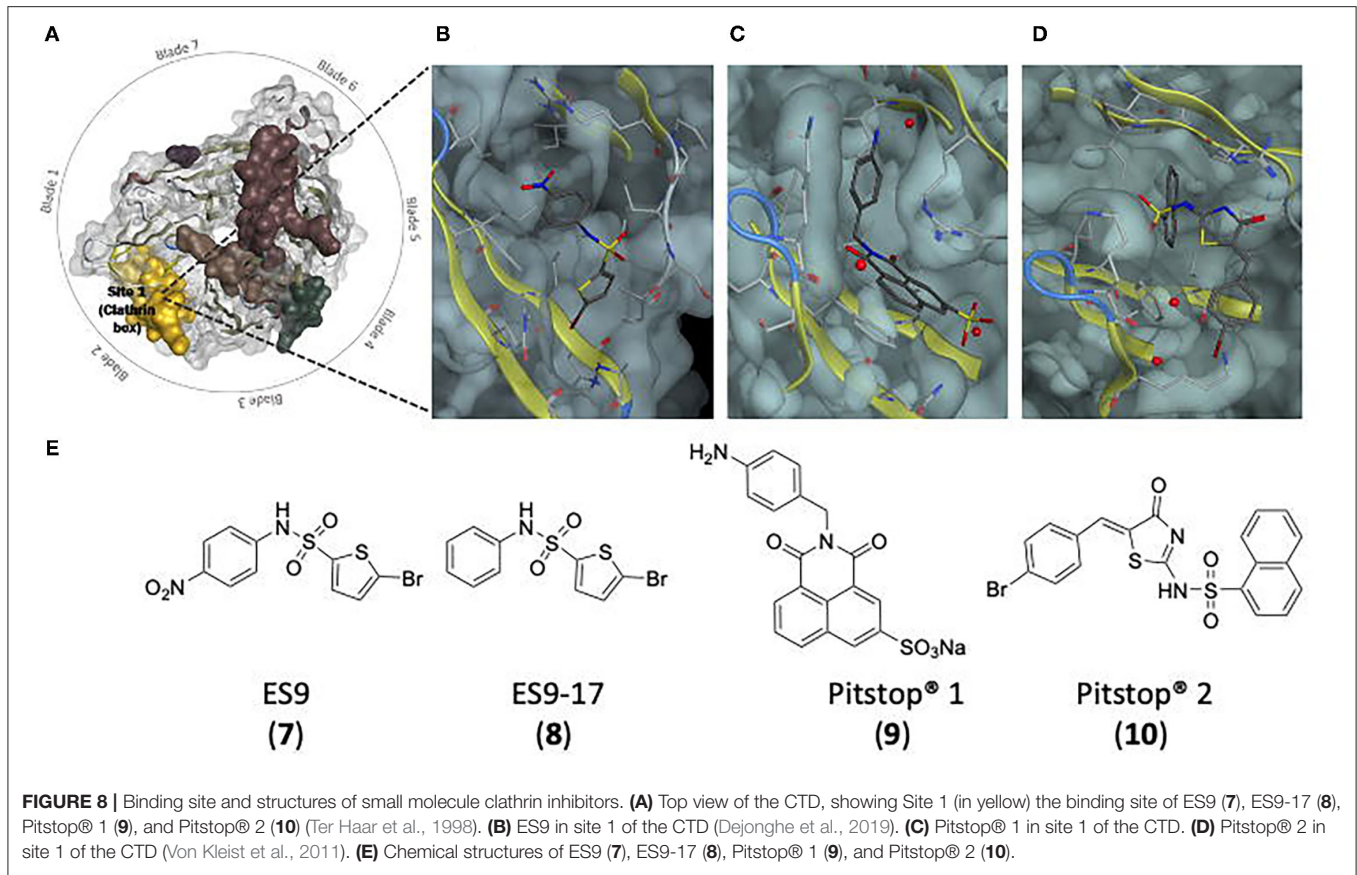 A
B
C
D
Blade 7
Blade 6
Blade 1
Blade 5
Site 1
(Clathrin
box)
Blade 4
Blade 2
Blade 3
E
H
N
O
S
O
S
Br
O₂N
H
N
O
S
O
S
Br
H₂N
O
N
O
SO₃Na
O
N
S
Br
HN
S
O
O
ES9
(7)
ES9-17
(8)
Pitstop® 1
(9)
Pitstop® 2
(10)
FIGURE 8 | Binding site and structures of small molecule clathrin inhibitors. (A) Top view of the CTD, showing Site 1 (in yellow) the binding site of ES9 (7), ES9-17 (8),
Pitstop® 1 (9), and Pitstop® 2 (10) (Ter Haar et al., 1998). (B) ES9 in site 1 of the CTD (Dejonghe et al., 2019). (C) Pitstop® 1 in site 1 of the CTD. (D) Pitstop® 2 in
site 1 of the CTD (Von Kleist et al., 2011). (E) Chemical structures of ES9 (7), ES9-17 (8), Pitstop® 1 (9), and Pitstop® 2 (10).